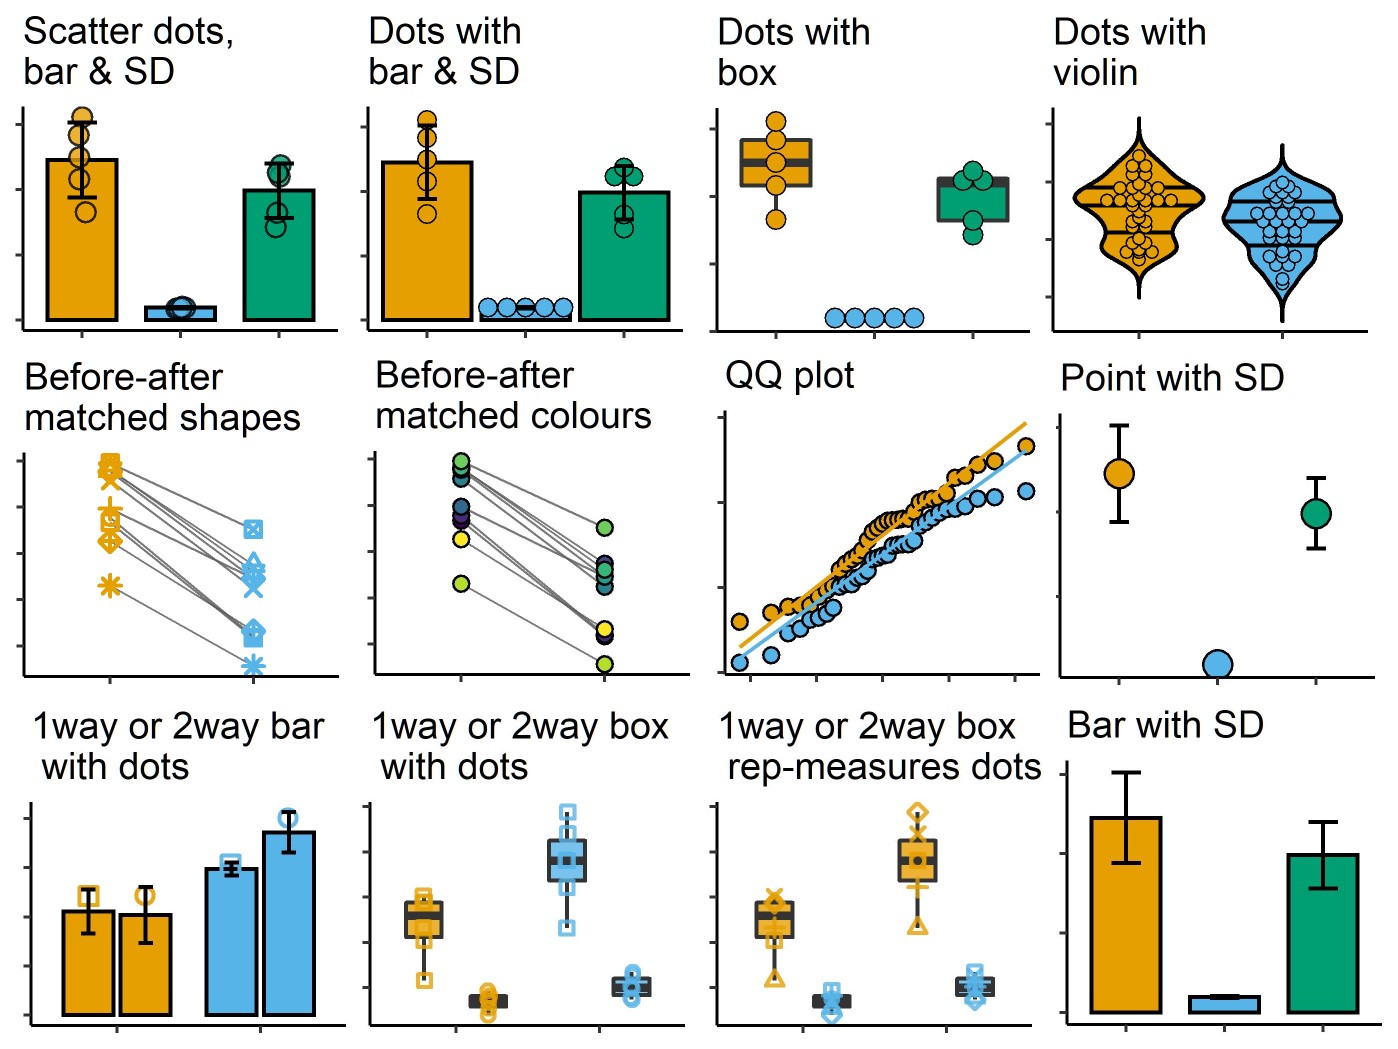 Scatter dots,
bar & SD
Dots with
bar & SD
Dots with
box
Dots with
violin
Before-after
matched shapes
Before-after
matched colours
QQ plot
Point with SD
1way or 2way bar
with dots
1way or 2way box
with dots
1way or 2way box
rep-measures dots
Bar with SD